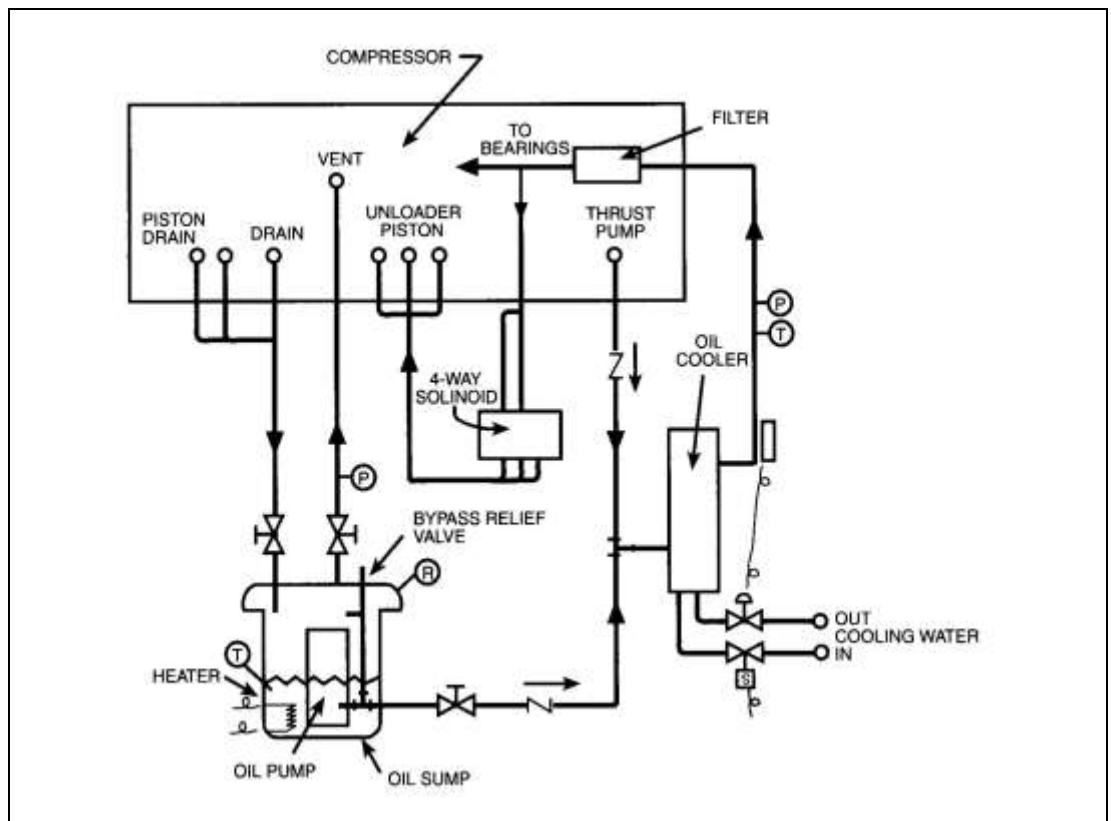 COMPRESSOR
TO
BEARINGS
FILTER
VENT
PISTON
DRAIN
DRAIN
UNLOADER
PISTON
THRUST
PUMP
P
T
OIL
COOLER
4-WAY
SOLINOID
P
BYPASS RELIEF
VALVE
R
OUT
COOLING WATER
IN
T
HEATER
S
OIL PUMP
OIL SUMP